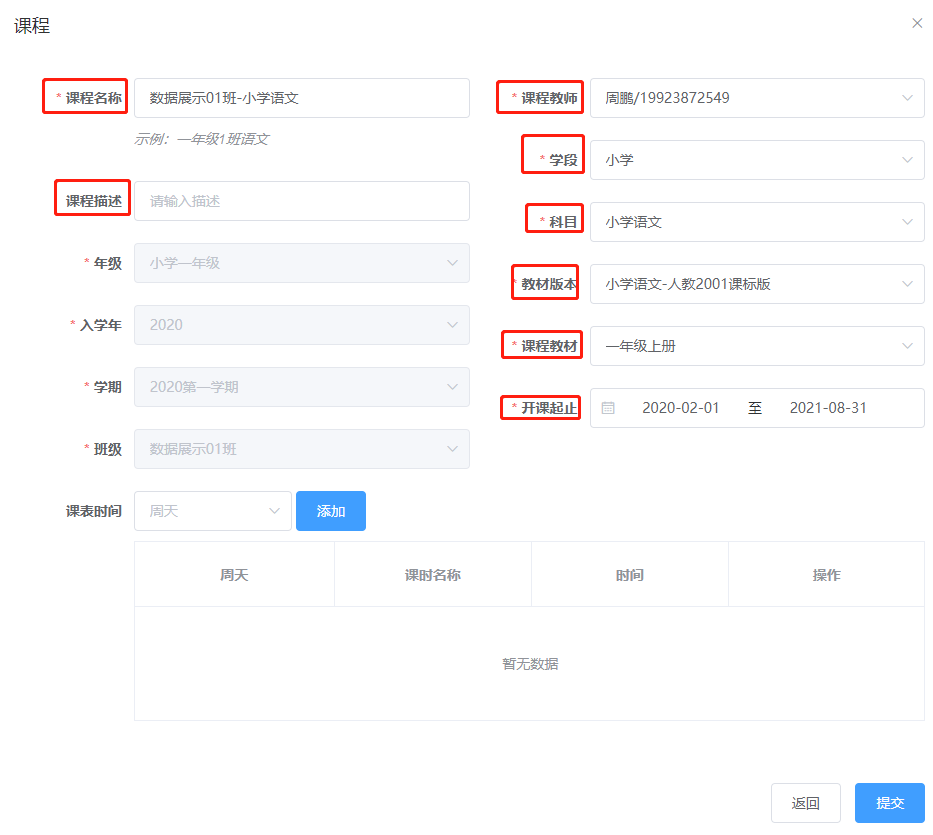 课程
* 课程名称 数据展示01班-小学语文
示例：一年级1班语文
课程描述 请输入描述
* 年级 小学一年级
* 入学年 2020
* 学期 2020第一学期
* 班级 数据展示01班
* 课程教师 周鹏/19923872549
* 学段 小学
* 科目 小学语文
* 教材版本 小学语文-人教2001课标版
* 课程教材 一年级上册
* 开课起止 2020-02-01 至 2021-08-31
课表时间 周天 添加
周天 课时名称 时间 操作
暂无数据
返回 提交